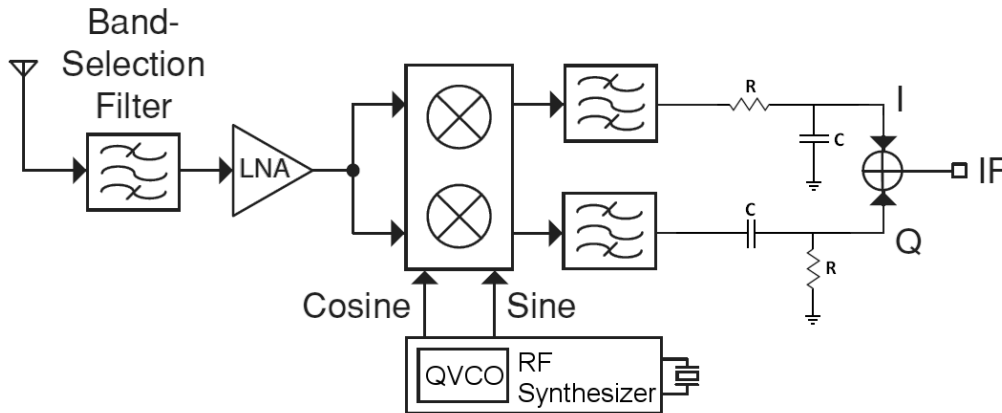 Band-
Selection
Filter
LNA
R
C
I
IF
C
R
Q
Cosine
Sine
QVCO
RF
Synthesizer